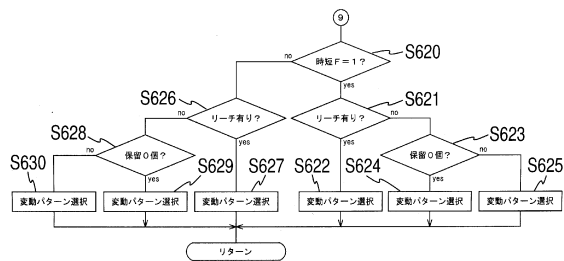 9
時短F＝1？
S620
no
yes
S626
リーチ有り？
no
yes
リーチ有り？
S621
yes
no
S628
保留0個？
no
yes
保留0個？
S623
yes
no
S630
変動パターン選択
S629
変動パターン選択
S627
変動パターン選択
S622
変動パターン選択
S624
変動パターン選択
S625
変動パターン選択
リターン